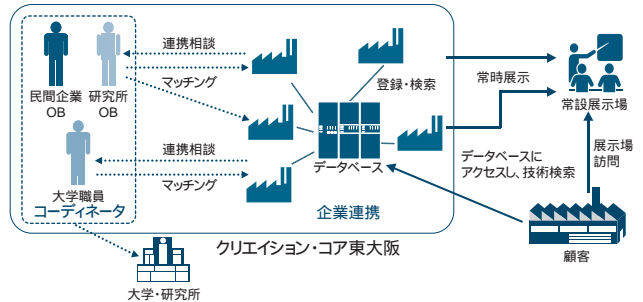 連携相談
マッチング
民間企業
OB
研究所
OB
登録・検索
常時展示
常設展示場
連携相談
マッチング
データベース
データベースに
アクセスし、技術検索
展示場
訪問
大学職員
コーディネータ
企業連携
クリエイション・コア東大阪
顧客
大学・研究所